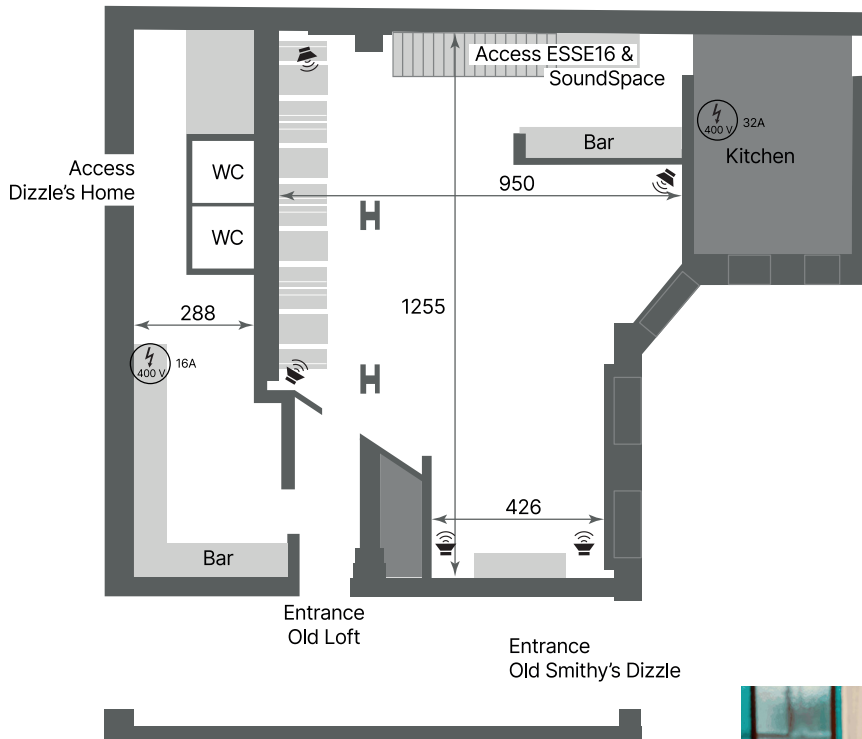 Access ESSE16 &
SoundSpace
400 V
32A
Bar
Kitchen
Access
Dizzle's Home
WC
WC
950
288
1255
400 V
16A
426
Bar
Entrance
Old Loft
Entrance
Old Smithy's Dizzle